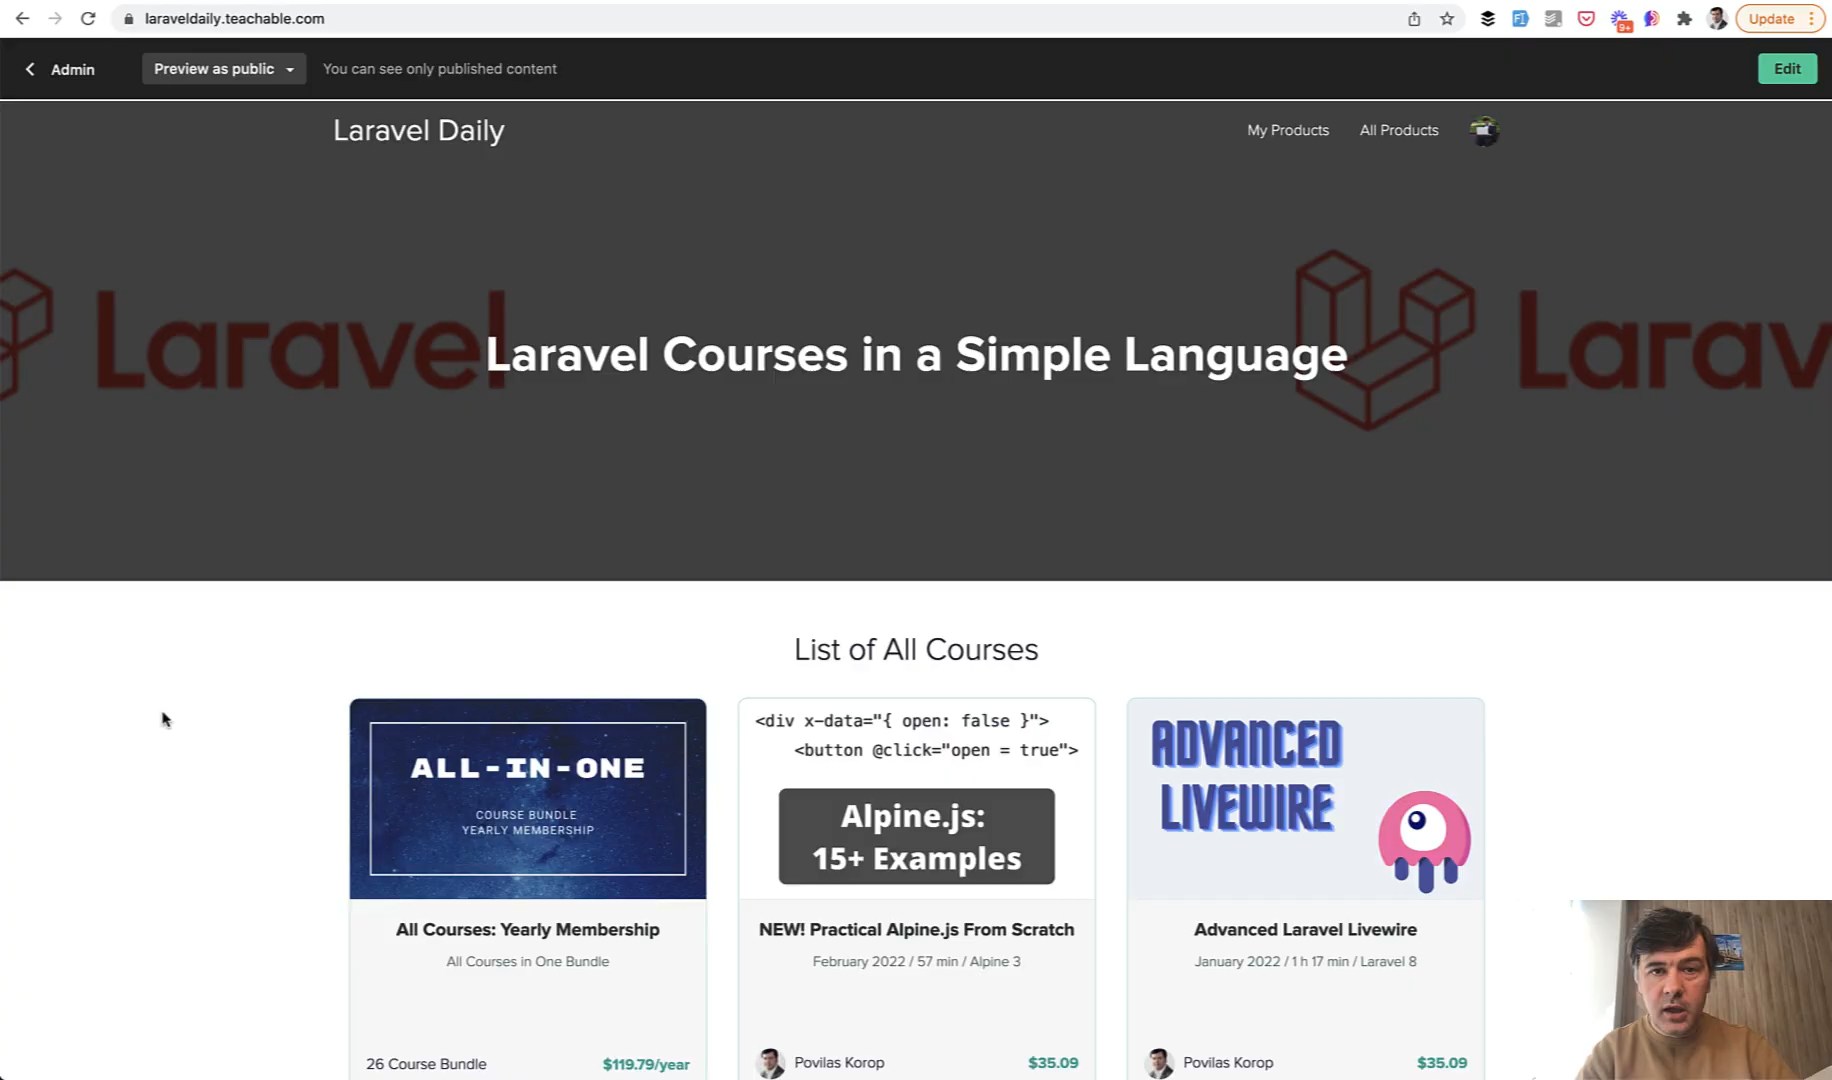 laraveldaily.teachable.com
9+
Update
Admin
Preview as public
You can see only published content
Edit
Laravel Daily
My Products
All Products
Laravel
Larav
Laravel Courses in a Simple Language
List of All Courses
ALL-IN-ONE
COURSE BUNDLE
YEARLY MEMBERSHIP
All Courses: Yearly Membership
All Courses in One Bundle
26 Course Bundle
$119.79/year
<div x-data="{ open: false }">
<button @click="open = true">
Alpine.js:
15+ Examples
NEW! Practical Alpine.js From Scratch
February 2022 / 57 min / Alpine 3
Povilas Korop
$35.09
ADVANCED
LIVEWIRE
Advanced Laravel Livewire
January 2022 / 1 h 17 min / Laravel 8
Povilas Korop
$35.09